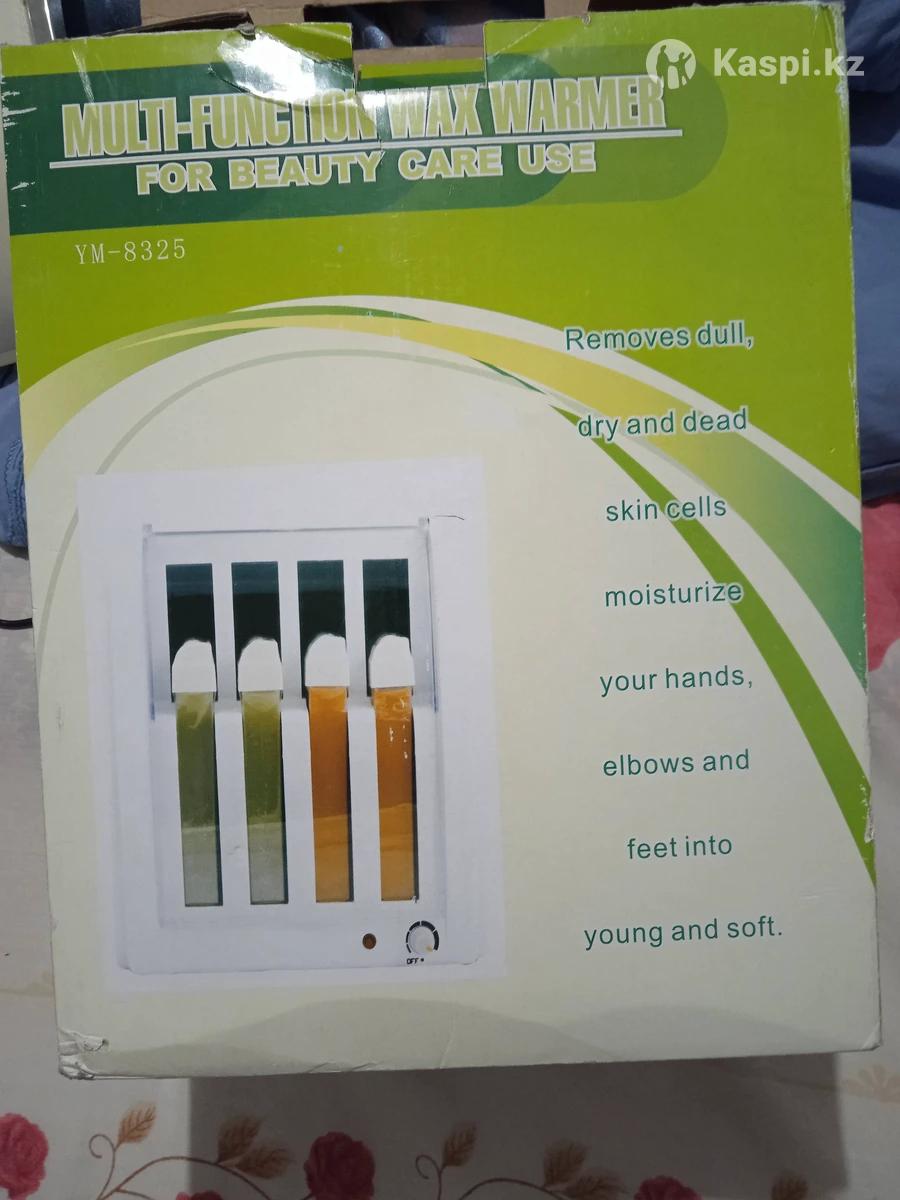 Kaspi.kz
MULTI-FUNCTION WAX WARMER
FOR BEAUTY CARE USE
YM-8325
Removes dull,
dry and dead
skin cells
moisturize
your hands,
elbows and
feet into
young and soft.
OFF